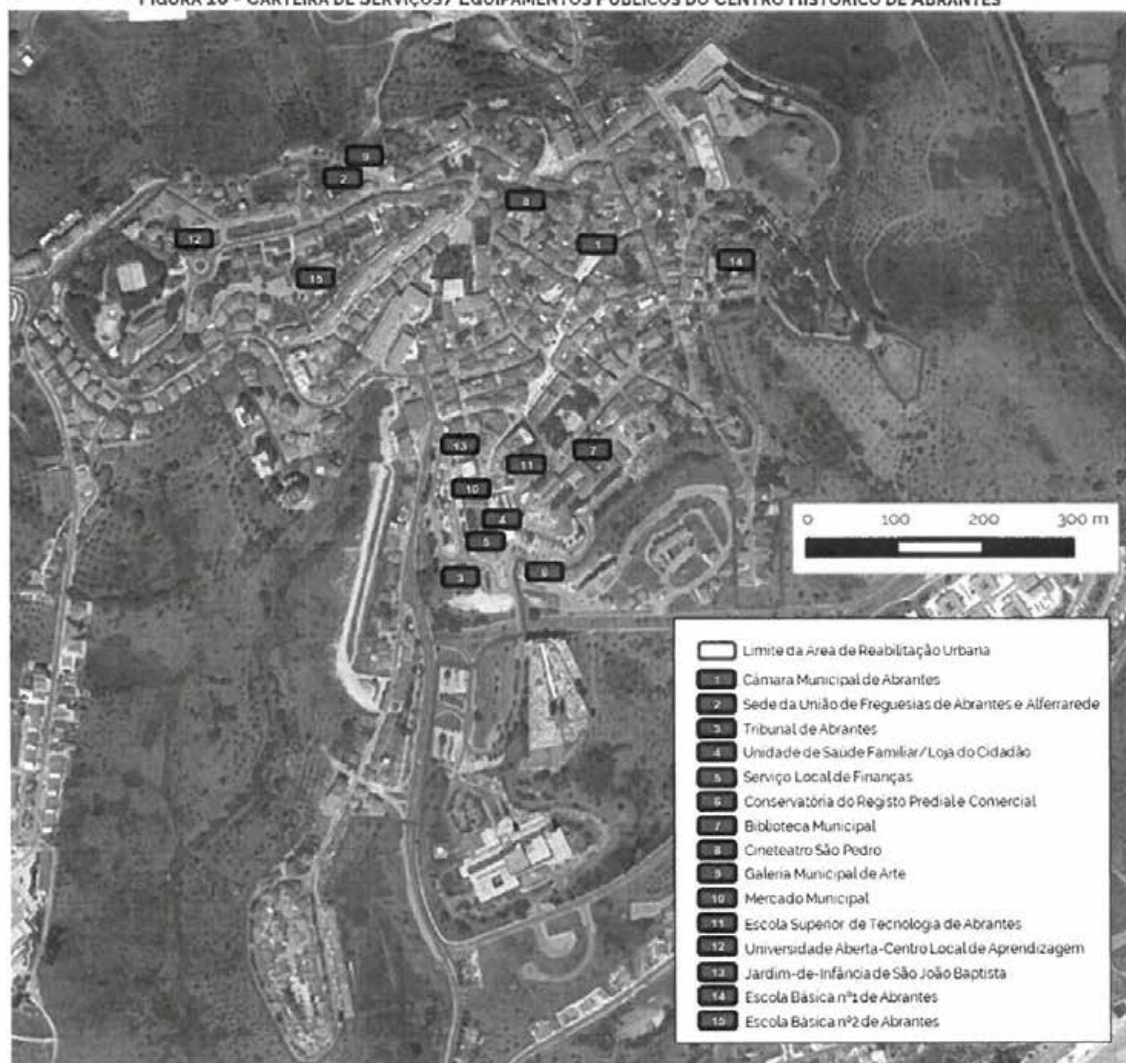 FIGURA 16 - CARTEIRA DE SERVIÇOS / EQUIPAMENTOS PÚBLICOS DO CENTRO HISTÓRICO DE ABRANTES
9
2
8
12
1
14
15
13
7
11
10
4
5
3
6
0 100 200 300 m
Limite da Area de Reabilitação Urbana
1 Câmara Municipal de Abrantes
2 Sede da União de Freguesias de Abrantes e Alferrarede
3 Tribunal de Abrantes
4 Unidade de Saúde Familiar/Loja do Cidadão
5 Serviço Local de Finanças
6 Conservatória do Registo Predial e Comercial
7 Biblioteca Municipal
8 Cineteatro São Pedro
9 Galeria Municipal de Arte
10 Mercado Municipal
11 Escola Superior de Tecnologia de Abrantes
12 Universidade Aberta-Centro Local de Aprendizagem
13 Jardim-de-Infância de São João Baptista
14 Escola Básica nº1 de Abrantes
15 Escola Básica nº2 de Abrantes